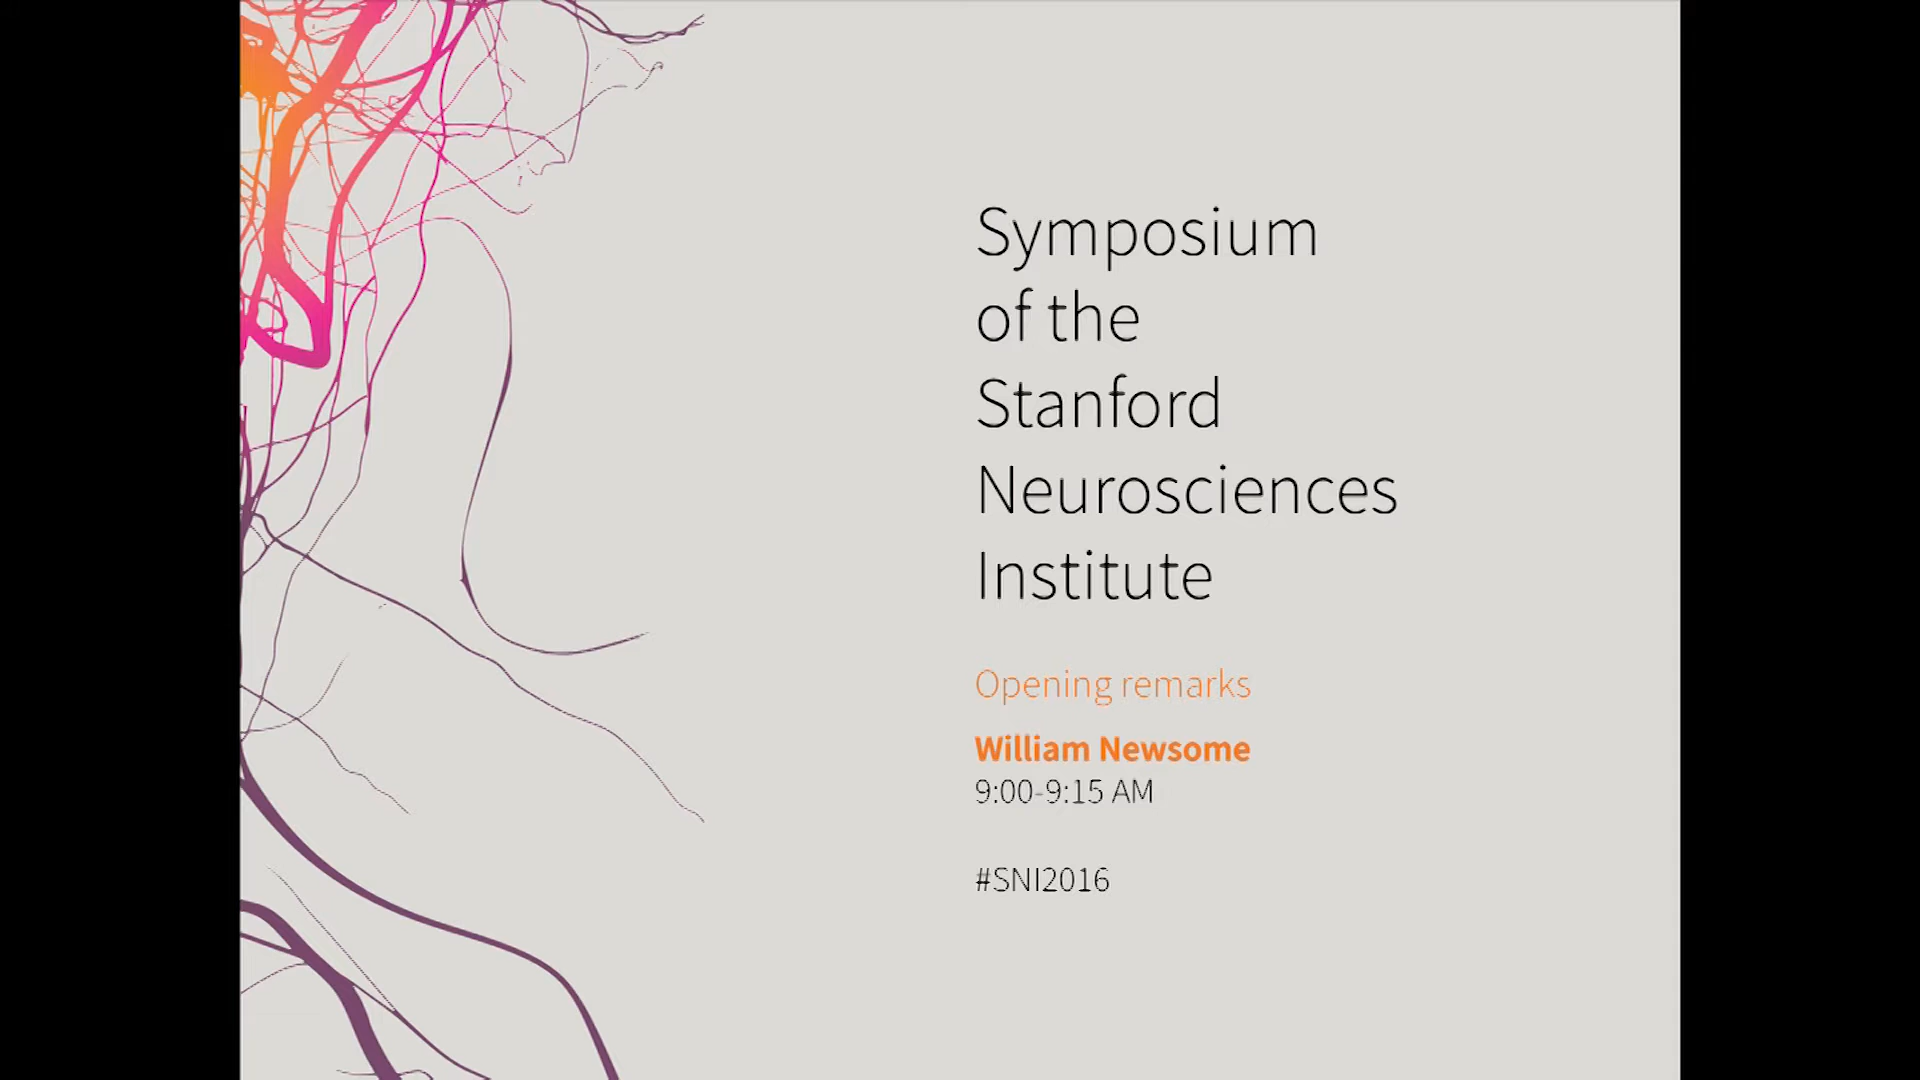 Symposium
of the
Stanford
Neurosciences
Institute
Opening remarks
William Newsome
9:00-9:15 AM
#SNI2016